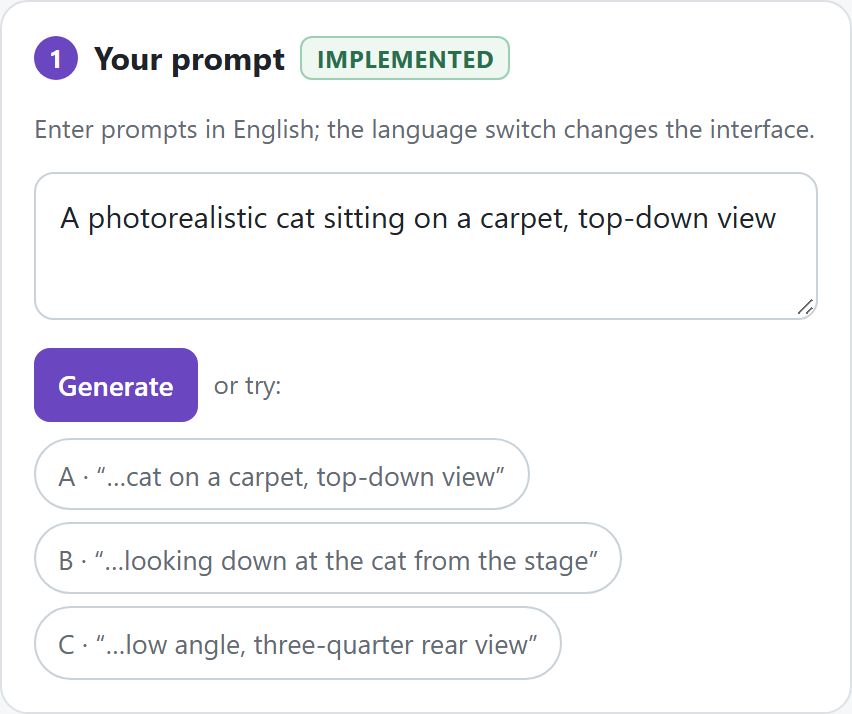 1 Your prompt IMPLEMENTED
Enter prompts in English; the language switch changes the interface.
A photorealistic cat sitting on a carpet, top-down view
Generate or try:
A · “…cat on a carpet, top-down view”
B · “…looking down at the cat from the stage”
C · “…low angle, three-quarter rear view”